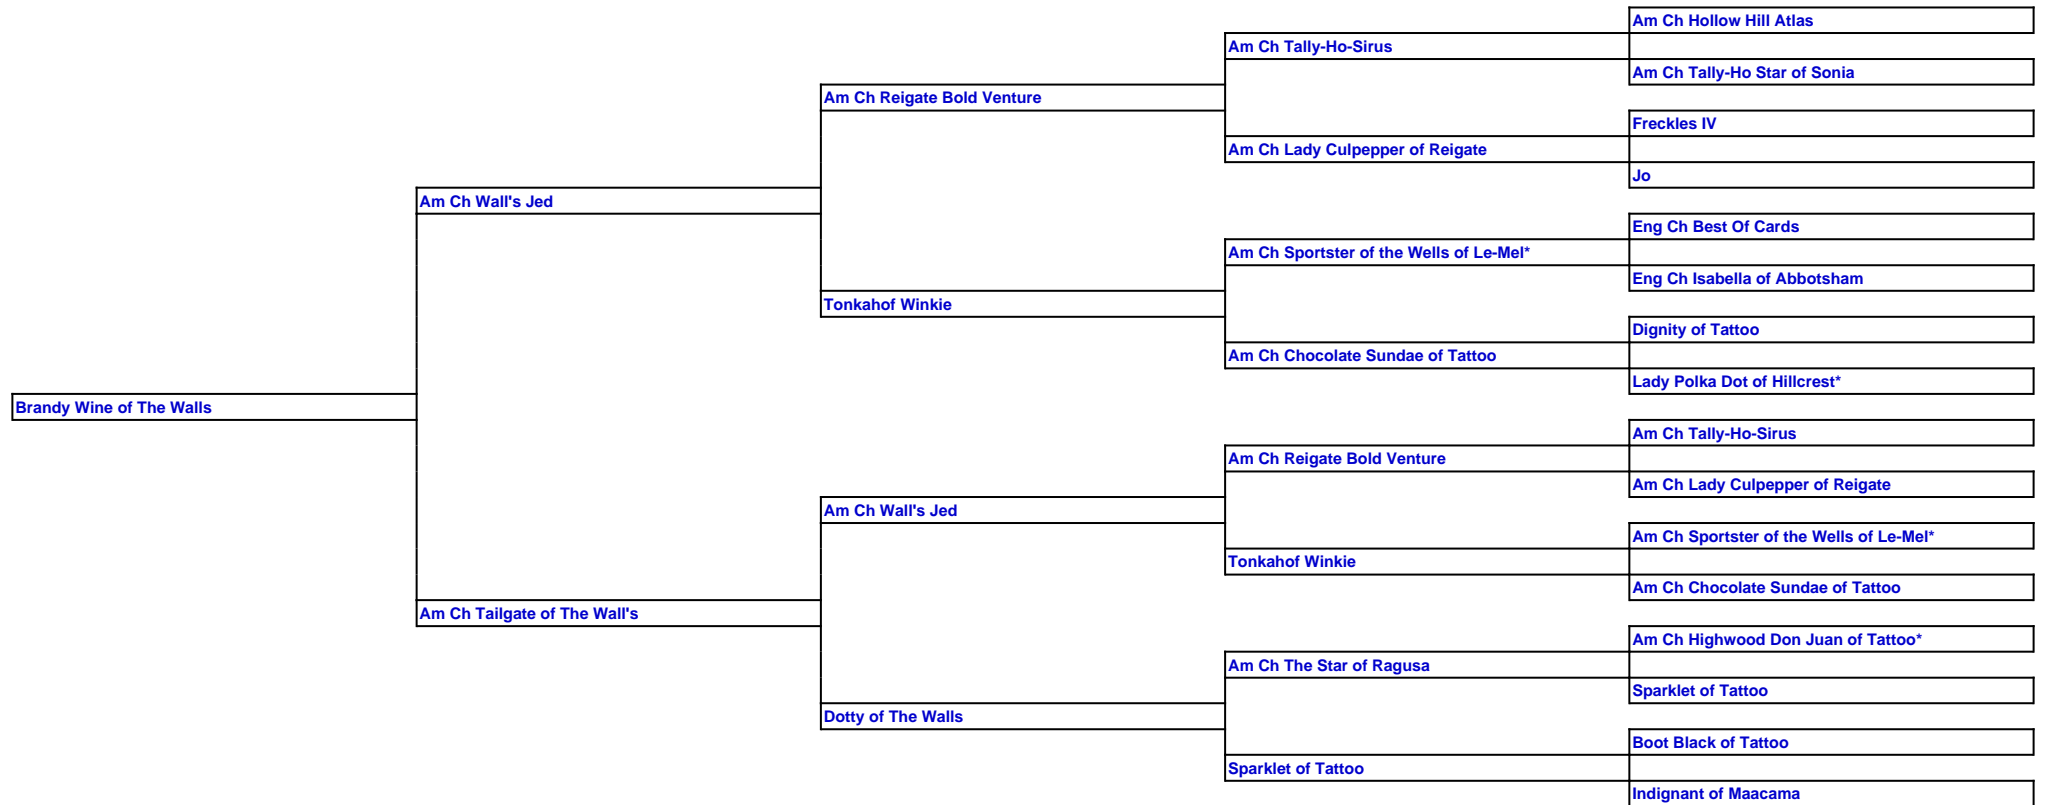 Am Ch Hollow Hill Atlas
Am Ch Tally-Ho-Sirus
Am Ch Tally-Ho Star of Sonia
Am Ch Reigate Bold Venture
Freckles IV
Am Ch Lady Culpepper of Reigate
Jo
Am Ch Wall's Jed
Eng Ch Best Of Cards
Am Ch Sportster of the Wells of Le-Mel*
Eng Ch Isabella of Abbotsham
Tonkahof Winkie
Dignity of Tattoo
Am Ch Chocolate Sundae of Tattoo
Lady Polka Dot of Hillcrest*
Brandy Wine of The Walls
Am Ch Tally-Ho-Sirus
Am Ch Reigate Bold Venture
Am Ch Lady Culpepper of Reigate
Am Ch Wall's Jed
Am Ch Sportster of the Wells of Le-Mel*
Tonkahof Winkie
Am Ch Chocolate Sundae of Tattoo
Am Ch Tailgate of The Wall's
Am Ch Highwood Don Juan of Tattoo*
Am Ch The Star of Ragusa
Sparklet of Tattoo
Dotty of The Walls
Boot Black of Tattoo
Sparklet of Tattoo
Indignant of Maacama